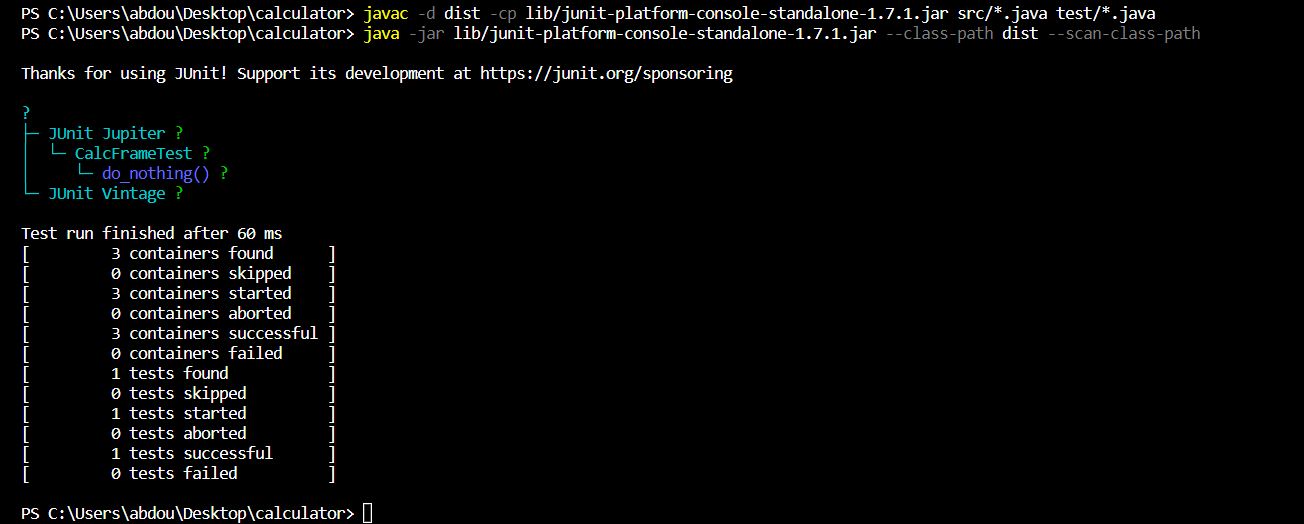 PS C:\Users\abdou\Desktop\calculator> javac -d dist -cp lib/junit-platform-console-standalone-1.7.1.jar src/*.java test/*.java
PS C:\Users\abdou\Desktop\calculator> java -jar lib/junit-platform-console-standalone-1.7.1.jar --class-path dist --scan-class-path

Thanks for using JUnit! Support its development at https://junit.org/sponsoring

?
├─ JUnit Jupiter ?
│  └─ CalcFrameTest ?
│     └─ do_nothing() ?
└─ JUnit Vintage ?

Test run finished after 60 ms
[         3 containers found      ]
[         0 containers skipped    ]
[         3 containers started    ]
[         0 containers aborted    ]
[         3 containers successful ]
[         0 containers failed     ]
[         1 tests found           ]
[         0 tests skipped         ]
[         1 tests started         ]
[         0 tests aborted         ]
[         1 tests successful      ]
[         0 tests failed          ]

PS C:\Users\abdou\Desktop\calculator>